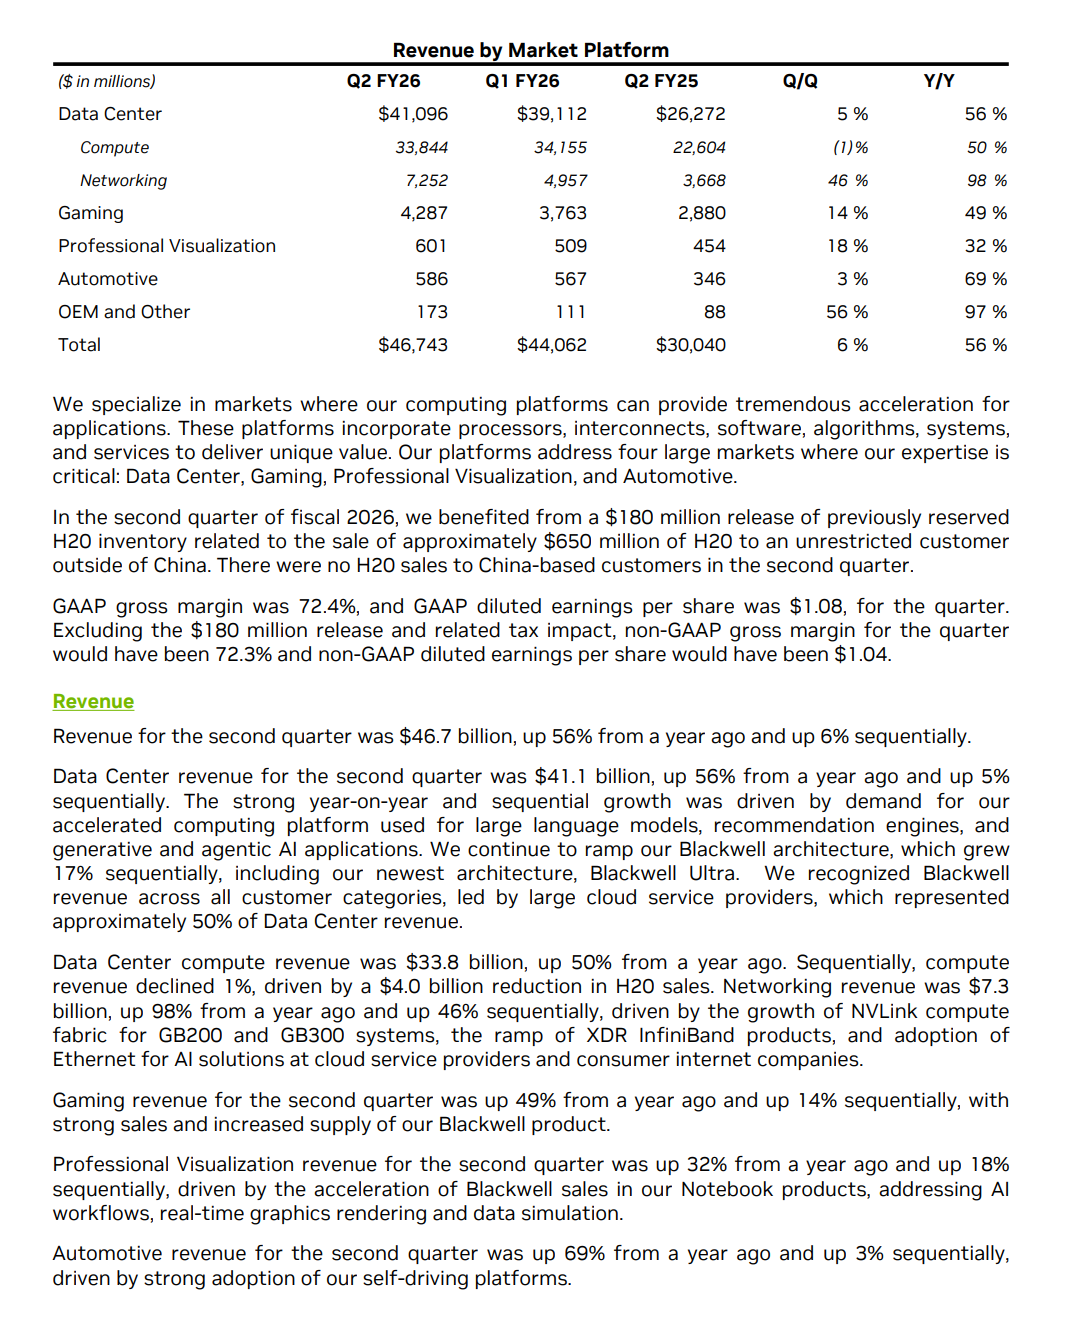 Revenue by Market Platform
($ in millions) Q2 FY26 Q1 FY26 Q2 FY25 Q/Q Y/Y
Data Center $41,096 $39,112 $26,272 5 % 56 %
Compute 33,844 34,155 22,604 (1)% 50 %
Networking 7,252 4,957 3,668 46 % 98 %
Gaming 4,287 3,763 2,880 14 % 49 %
Professional Visualization 601 509 454 18 % 32 %
Automotive 586 567 346 3 % 69 %
OEM and Other 173 111 88 56 % 97 %
Total $46,743 $44,062 $30,040 6 % 56 %
We specialize in markets where our computing platforms can provide tremendous acceleration for
applications. These platforms incorporate processors, interconnects, software, algorithms, systems,
and services to deliver unique value. Our platforms address four large markets where our expertise is
critical: Data Center, Gaming, Professional Visualization, and Automotive.
In the second quarter of fiscal 2026, we benefited from a $180 million release of previously reserved
H20 inventory related to the sale of approximately $650 million of H20 to an unrestricted customer
outside of China. There were no H20 sales to China-based customers in the second quarter.
GAAP gross margin was 72.4%, and GAAP diluted earnings per share was $1.08, for the quarter.
Excluding the $180 million release and related tax impact, non-GAAP gross margin for the quarter
would have been 72.3% and non-GAAP diluted earnings per share would have been $1.04.
Revenue
Revenue for the second quarter was $46.7 billion, up 56% from a year ago and up 6% sequentially.
Data Center revenue for the second quarter was $41.1 billion, up 56% from a year ago and up 5%
sequentially. The strong year-on-year and sequential growth was driven by demand for our
accelerated computing platform used for large language models, recommendation engines, and
generative and agentic AI applications. We continue to ramp our Blackwell architecture, which grew
17% sequentially, including our newest architecture, Blackwell Ultra. We recognized Blackwell
revenue across all customer categories, led by large cloud service providers, which represented
approximately 50% of Data Center revenue.
Data Center compute revenue was $33.8 billion, up 50% from a year ago. Sequentially, compute
revenue declined 1%, driven by a $4.0 billion reduction in H20 sales. Networking revenue was $7.3
billion, up 98% from a year ago and up 46% sequentially, driven by the growth of NVLink compute
fabric for GB200 and GB300 systems, the ramp of XDR InfiniBand products, and adoption of
Ethernet for AI solutions at cloud service providers and consumer internet companies.
Gaming revenue for the second quarter was up 49% from a year ago and up 14% sequentially, with
strong sales and increased supply of our Blackwell product.
Professional Visualization revenue for the second quarter was up 32% from a year ago and up 18%
sequentially, driven by the acceleration of Blackwell sales in our Notebook products, addressing AI
workflows, real-time graphics rendering and data simulation.
Automotive revenue for the second quarter was up 69% from a year ago and up 3% sequentially,
driven by strong adoption of our self-driving platforms.